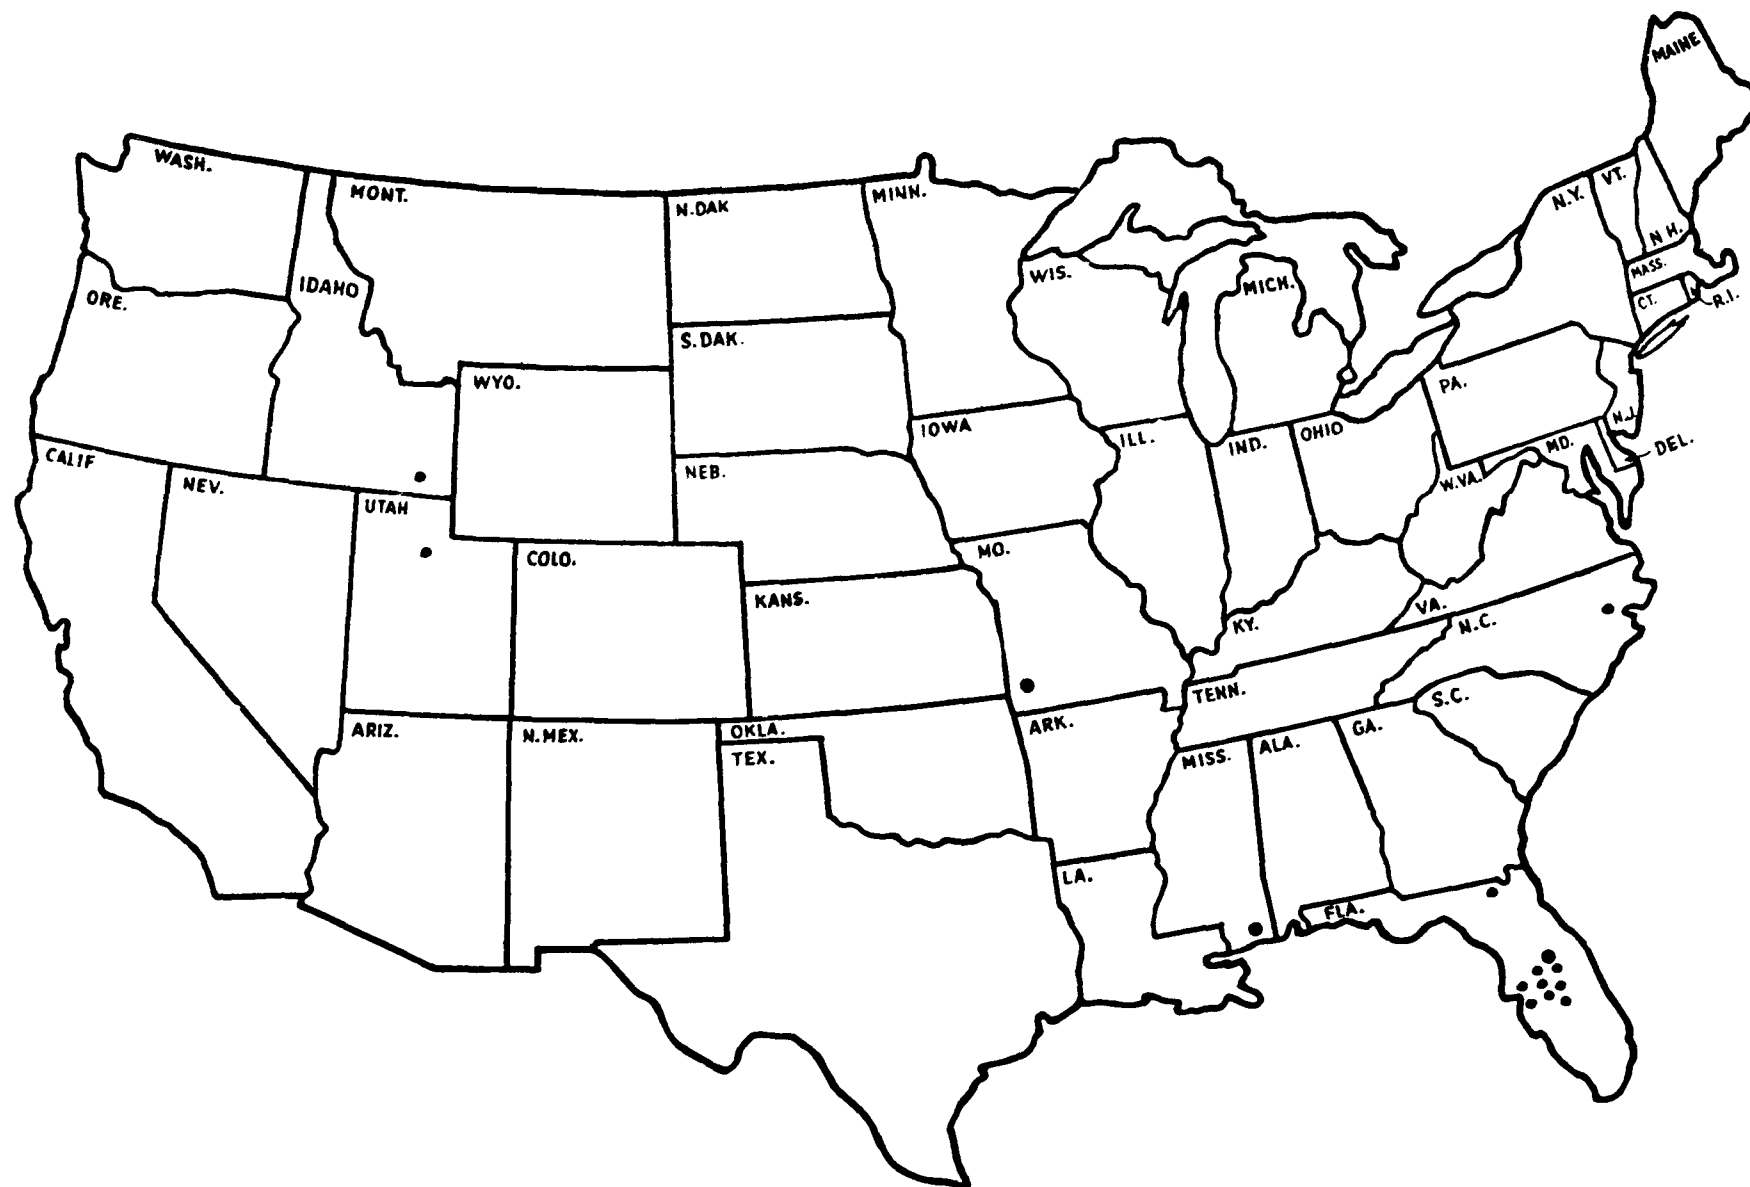 MAINE
WASH.
MONT.
N.DAK
MINN.
N.Y.
VT.
N H.
IDAHO
ORE.
WIS.
MICH.
MASS.
CT.
R.I.
S.DAK.
WYO.
PA.
N.J.
IOWA
ILL.
IND.
OHIO
MD.
DEL.
CALIF
NEV.
UTAH
NEB.
W.VA.
COLO.
MO.
KANS.
KY.
VA.
N.C.
TENN.
S.C.
ARIZ.
N.MEX.
OKLA.
TEX.
ARK.
MISS.
ALA.
GA.
LA.
FLA.